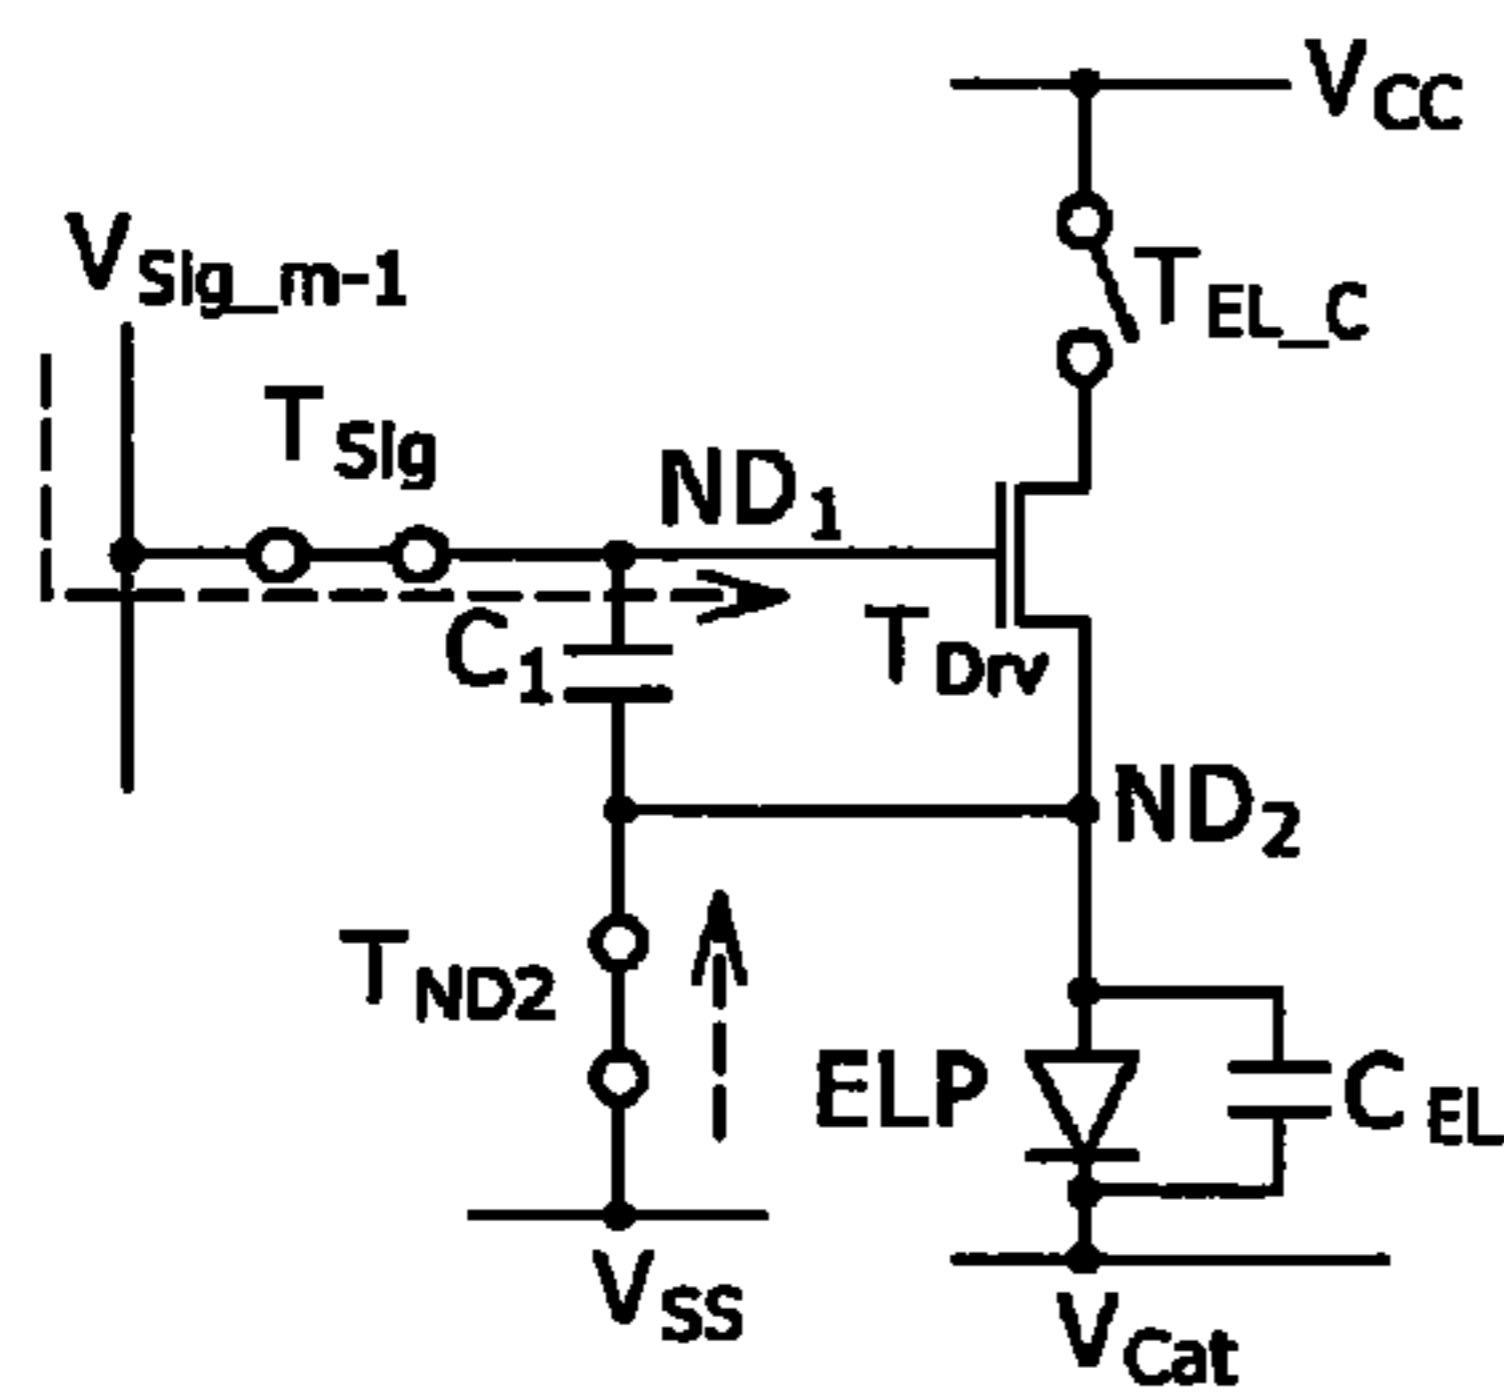 VCC
VSig_m-1
TEL_C
TSig
ND1
C1
TDrv
ND2
TND2
ELP
CEL
VSS
VCat